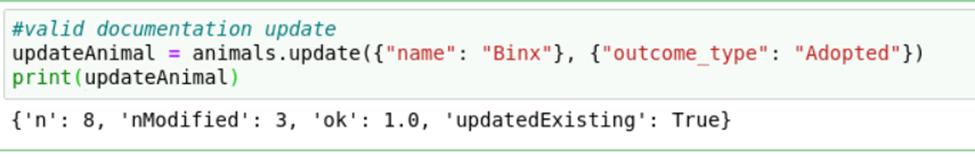 #valid documentation update
updateAnimal = animals.update({"name": "Binx"}, {"outcome_type": "Adopted"})
print(updateAnimal)
{'n': 8, 'nModified': 3, 'ok': 1.0, 'updatedExisting': True}